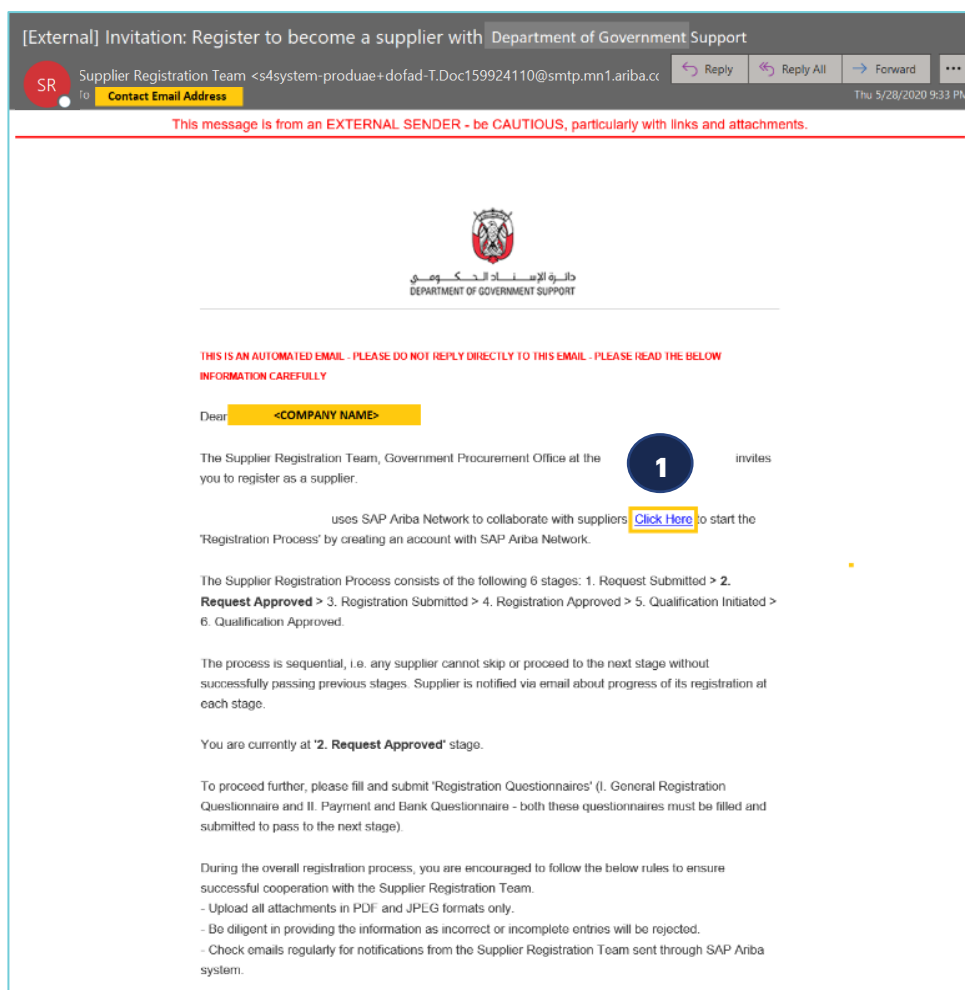 [External] Invitation: Register to become a supplier with Department of Government Support
SR
Supplier Registration Team <s4system-produae+dofad-T.Doc159924110@smtp.mn1.ariba.cc
Reply
Reply All
Forward
...
To Contact Email Address
Thu 5/28/2020 9:33 PM
This message is from an EXTERNAL SENDER - be CAUTIOUS, particularly with links and attachments.
دائرة الإسناد الحكومي
DEPARTMENT OF GOVERNMENT SUPPORT
THIS IS AN AUTOMATED EMAIL - PLEASE DO NOT REPLY DIRECTLY TO THIS EMAIL - PLEASE READ THE BELOW
INFORMATION CAREFULLY
Dear <COMPANY NAME>
The Supplier Registration Team, Government Procurement Office at the invites
you to register as a supplier.
1
uses SAP Ariba Network to collaborate with suppliers Click Here to start the
'Registration Process' by creating an account with SAP Ariba Network.
The Supplier Registration Process consists of the following 6 stages: 1. Request Submitted > 2.
Request Approved > 3. Registration Submitted > 4. Registration Approved > 5. Qualification Initiated >
6. Qualification Approved.
The process is sequential, i.e. any supplier cannot skip or proceed to the next stage without
successfully passing previous stages. Supplier is notified via email about progress of its registration at
each stage.
You are currently at '2. Request Approved' stage.
To proceed further, please fill and submit 'Registration Questionnaires' (I. General Registration
Questionnaire and II. Payment and Bank Questionnaire - both these questionnaires must be filled and
submitted to pass to the next stage).
During the overall registration process, you are encouraged to follow the below rules to ensure
successful cooperation with the Supplier Registration Team.
- Upload all attachments in PDF and JPEG formats only.
- Be diligent in providing the information as incorrect or incomplete entries will be rejected.
- Check emails regularly for notifications from the Supplier Registration Team sent through SAP Ariba
system.